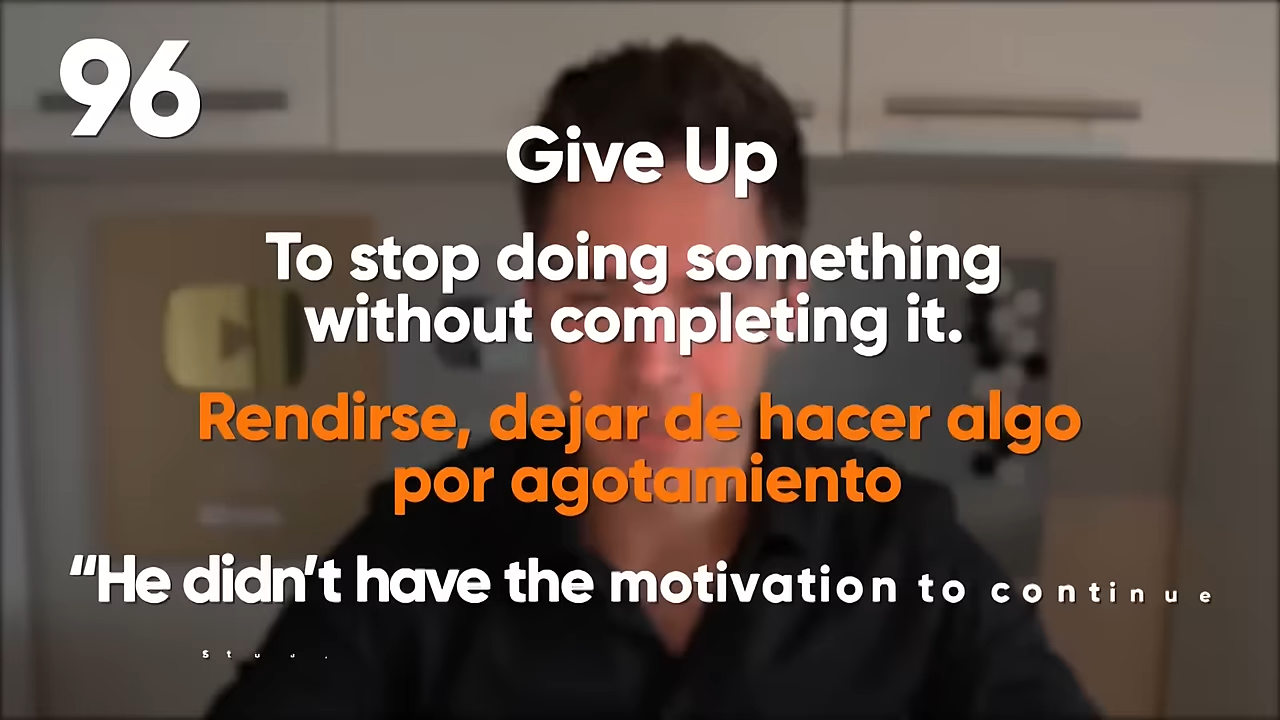 96
Give Up
To stop doing something
without completing it.
Rendirse, dejar de hacer algo
por agotamiento
“He didn’t have the motivation to continue